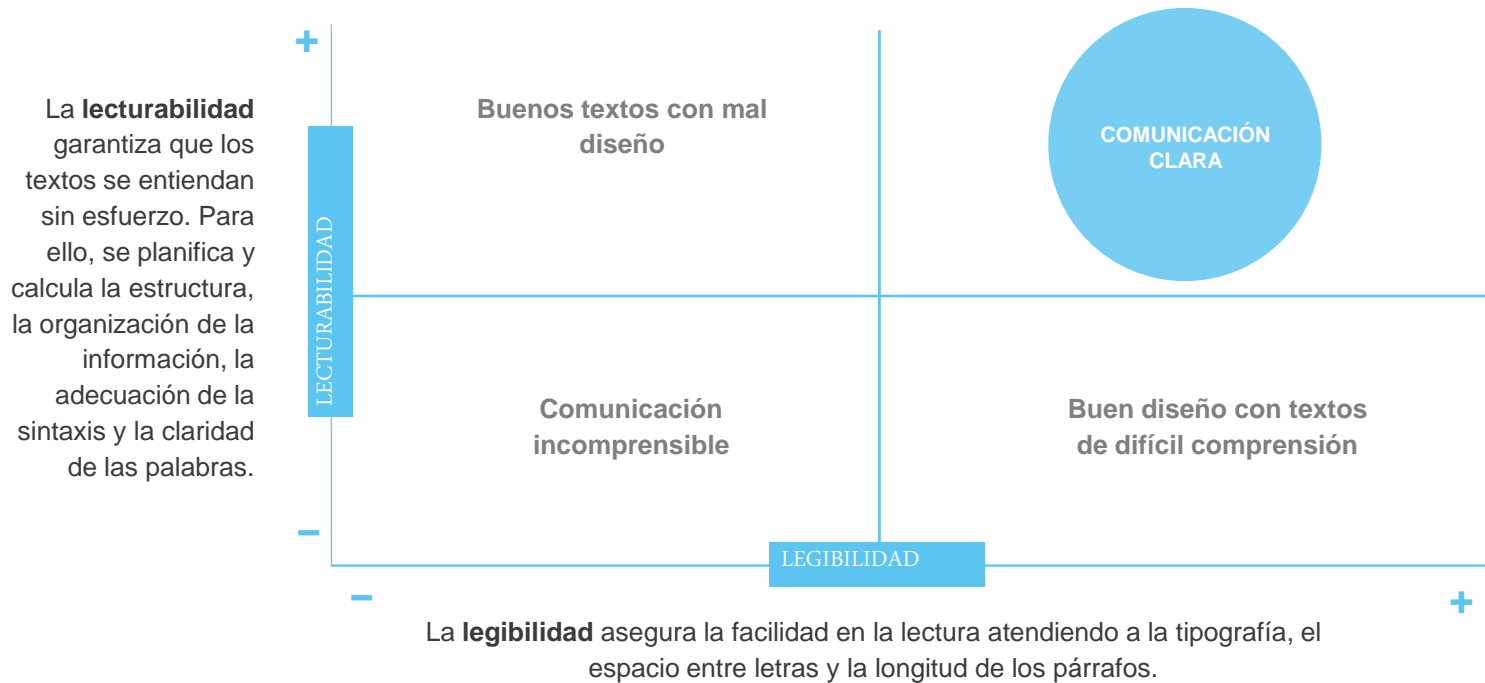 +
La lecturabilidad
garantiza que los
textos se entiendan
sin esfuerzo. Para
ello, se planifica y
calcula la estructura,
la organización de la
información, la
adecuación de la
sintaxis y la claridad
de las palabras.
LECTURABILIDAD
Buenos textos con mal
diseño
COMUNICACIÓN
CLARA
Comunicación
incomprensible
Buen diseño con textos
de difícil comprensión
–
LEGIBILIDAD
–
+
La legibilidad asegura la facilidad en la lectura atendiendo a la tipografía, el
espacio entre letras y la longitud de los párrafos.